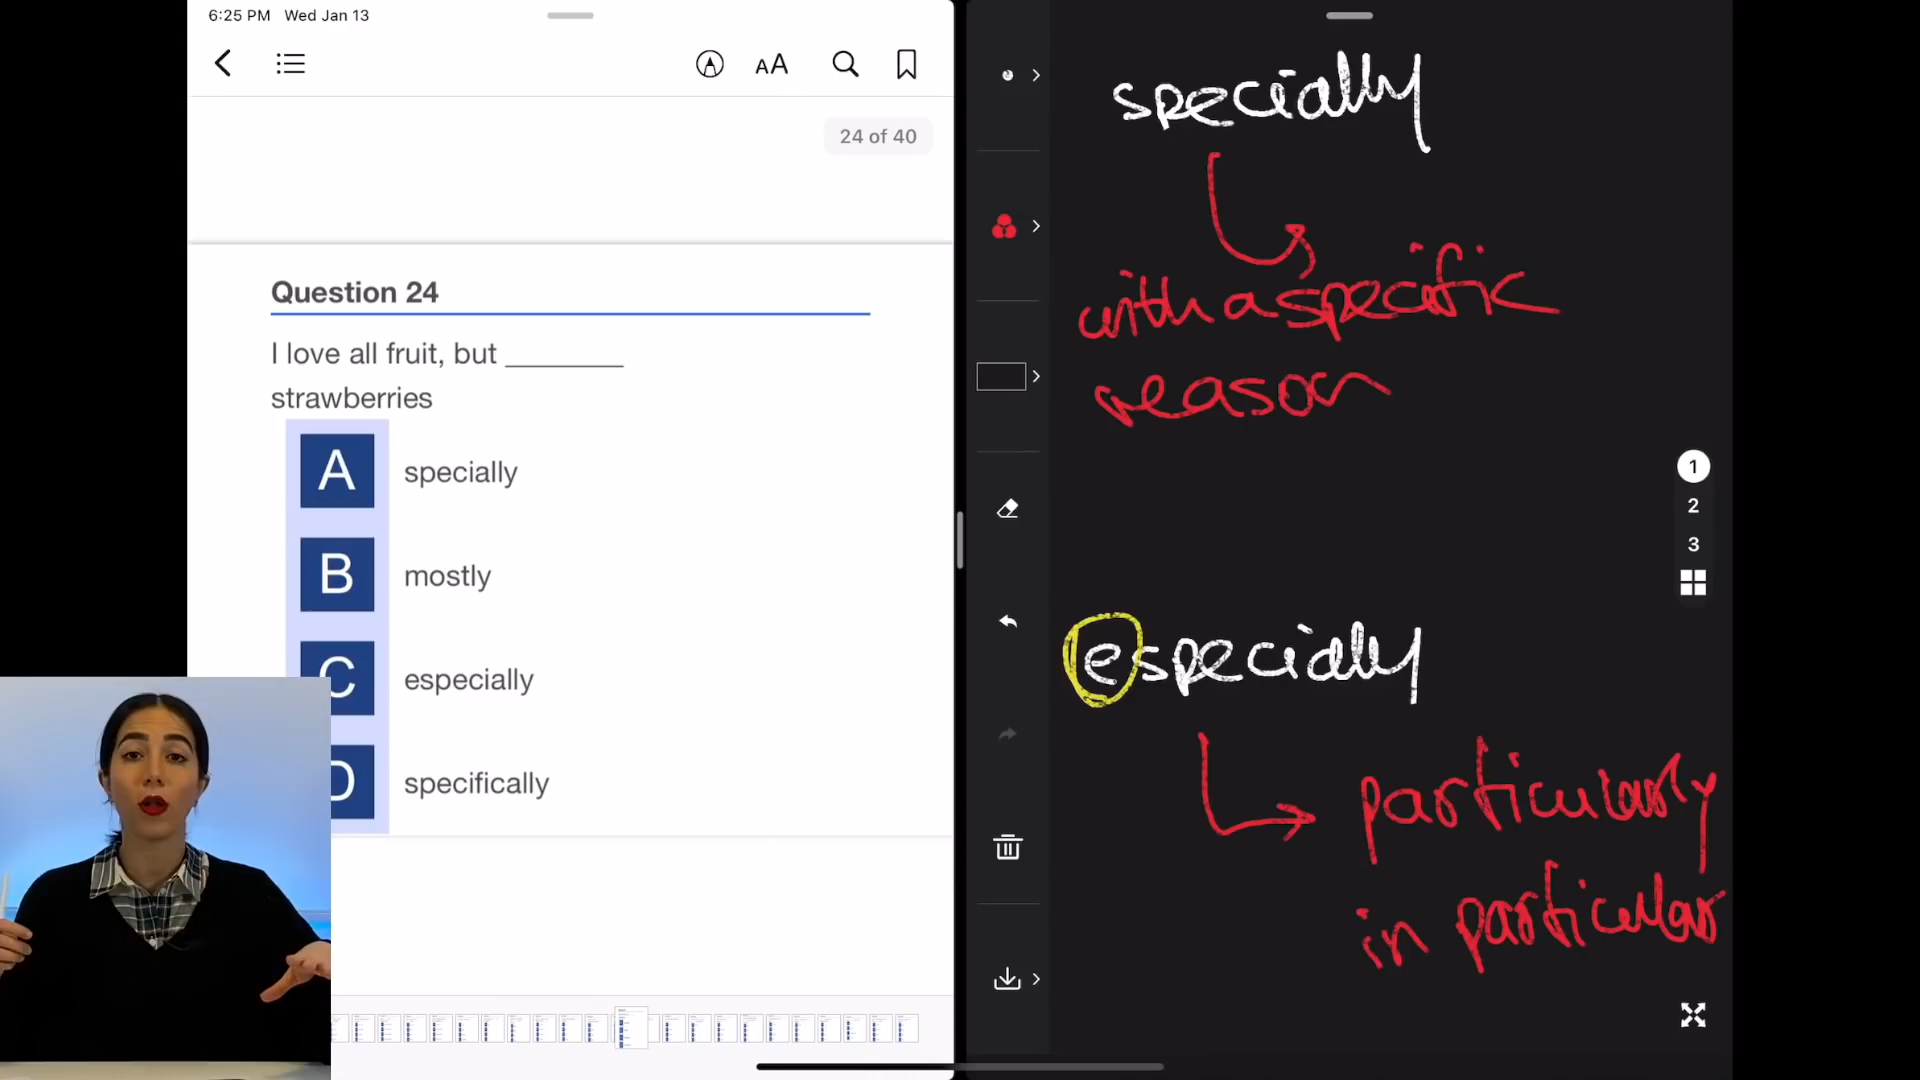 6:25 PM Wed Jan 13
AA
24 of 40
Question 24
I love all fruit, but ________
strawberries
A specially
B mostly
C especially
D specifically
specially
with a specific
reason
1
2
3
especially
particularly
in particular